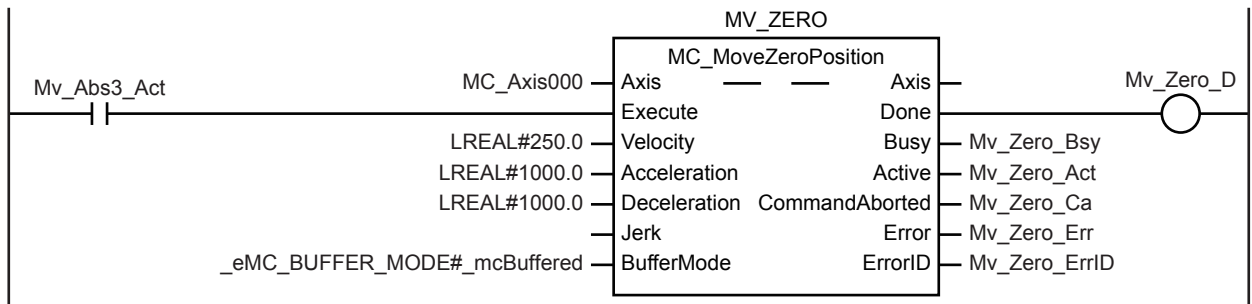 MV_ZERO
MC_MoveZeroPosition
Mv_Abs3_Act
MC_Axis000 Axis Axis Mv_Zero_D
Execute Done
LREAL#250.0 Velocity Busy Mv_Zero_Bsy
LREAL#1000.0 Acceleration Active Mv_Zero_Act
LREAL#1000.0 Deceleration CommandAborted Mv_Zero_Ca
Jerk Error Mv_Zero_Err
_eMC_BUFFER_MODE#_mcBuffered BufferMode ErrorID Mv_Zero_ErrID